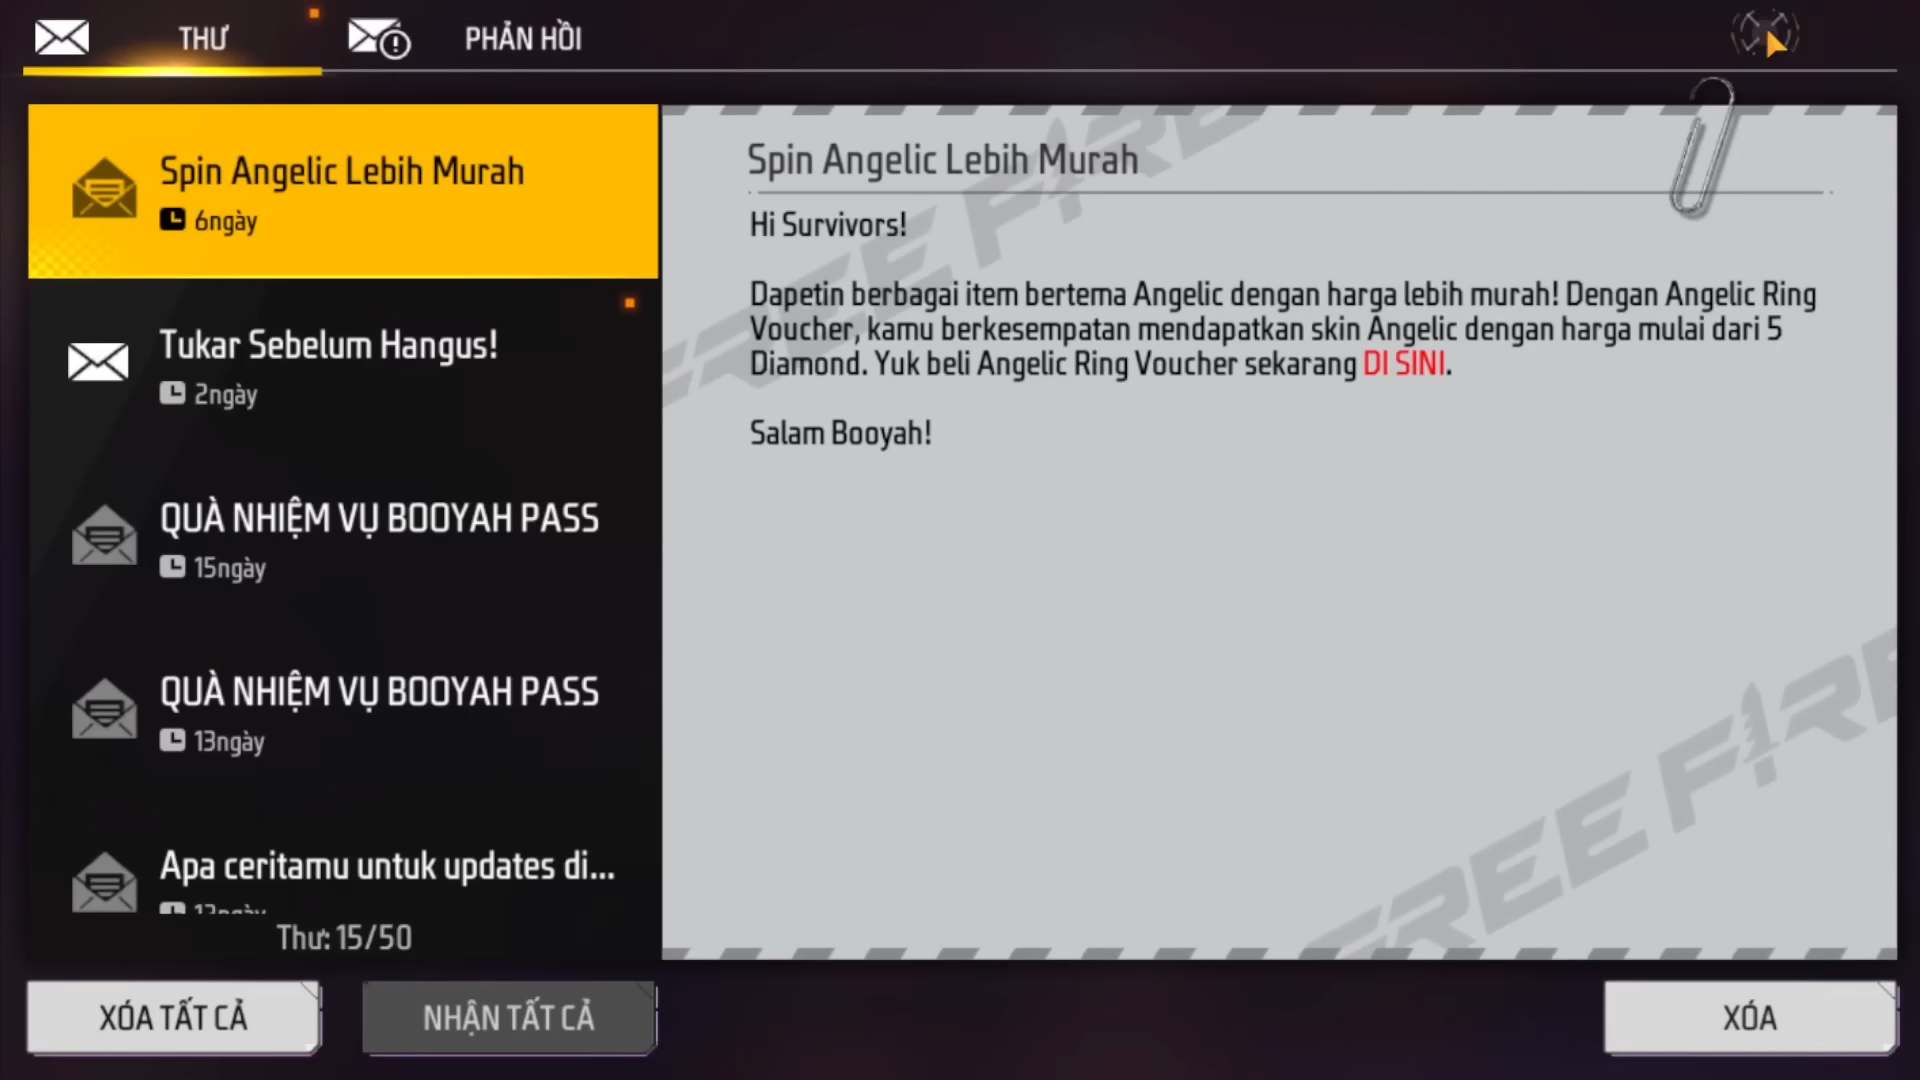 THƯ
PHẢN HỒI
Spin Angelic Lebih Murah
6ngày
Tukar Sebelum Hangus!
2ngày
QUÀ NHIỆM VỤ BOOYAH PASS
15ngày
QUÀ NHIỆM VỤ BOOYAH PASS
13ngày
Apa ceritamu untuk updates di...
Thư: 15/50
XÓA TẤT CẢ
NHẬN TẤT CẢ
Spin Angelic Lebih Murah
Hi Survivors!
Dapetin berbagai item bertema Angelic dengan harga lebih murah! Dengan Angelic Ring
Voucher, kamu berkesempatan mendapatkan skin Angelic dengan harga mulai dari 5
Diamond. Yuk beli Angelic Ring Voucher sekarang DI SINI.
Salam Booyah!
FREE FIRE
FREE FIRE
XÓA